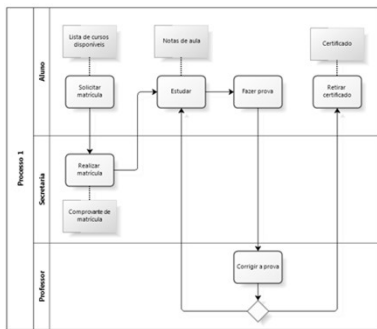 Processo 1
Aluno
Lista de cursos
disponíveis
Notas de aula
Certificado
Solicitar
matrícula
Estudar
Fazer prova
Retirar
certificado
Secretaria
Realizar
matrícula
Comprovante de
matrícula
Professor
Corrigir a prova